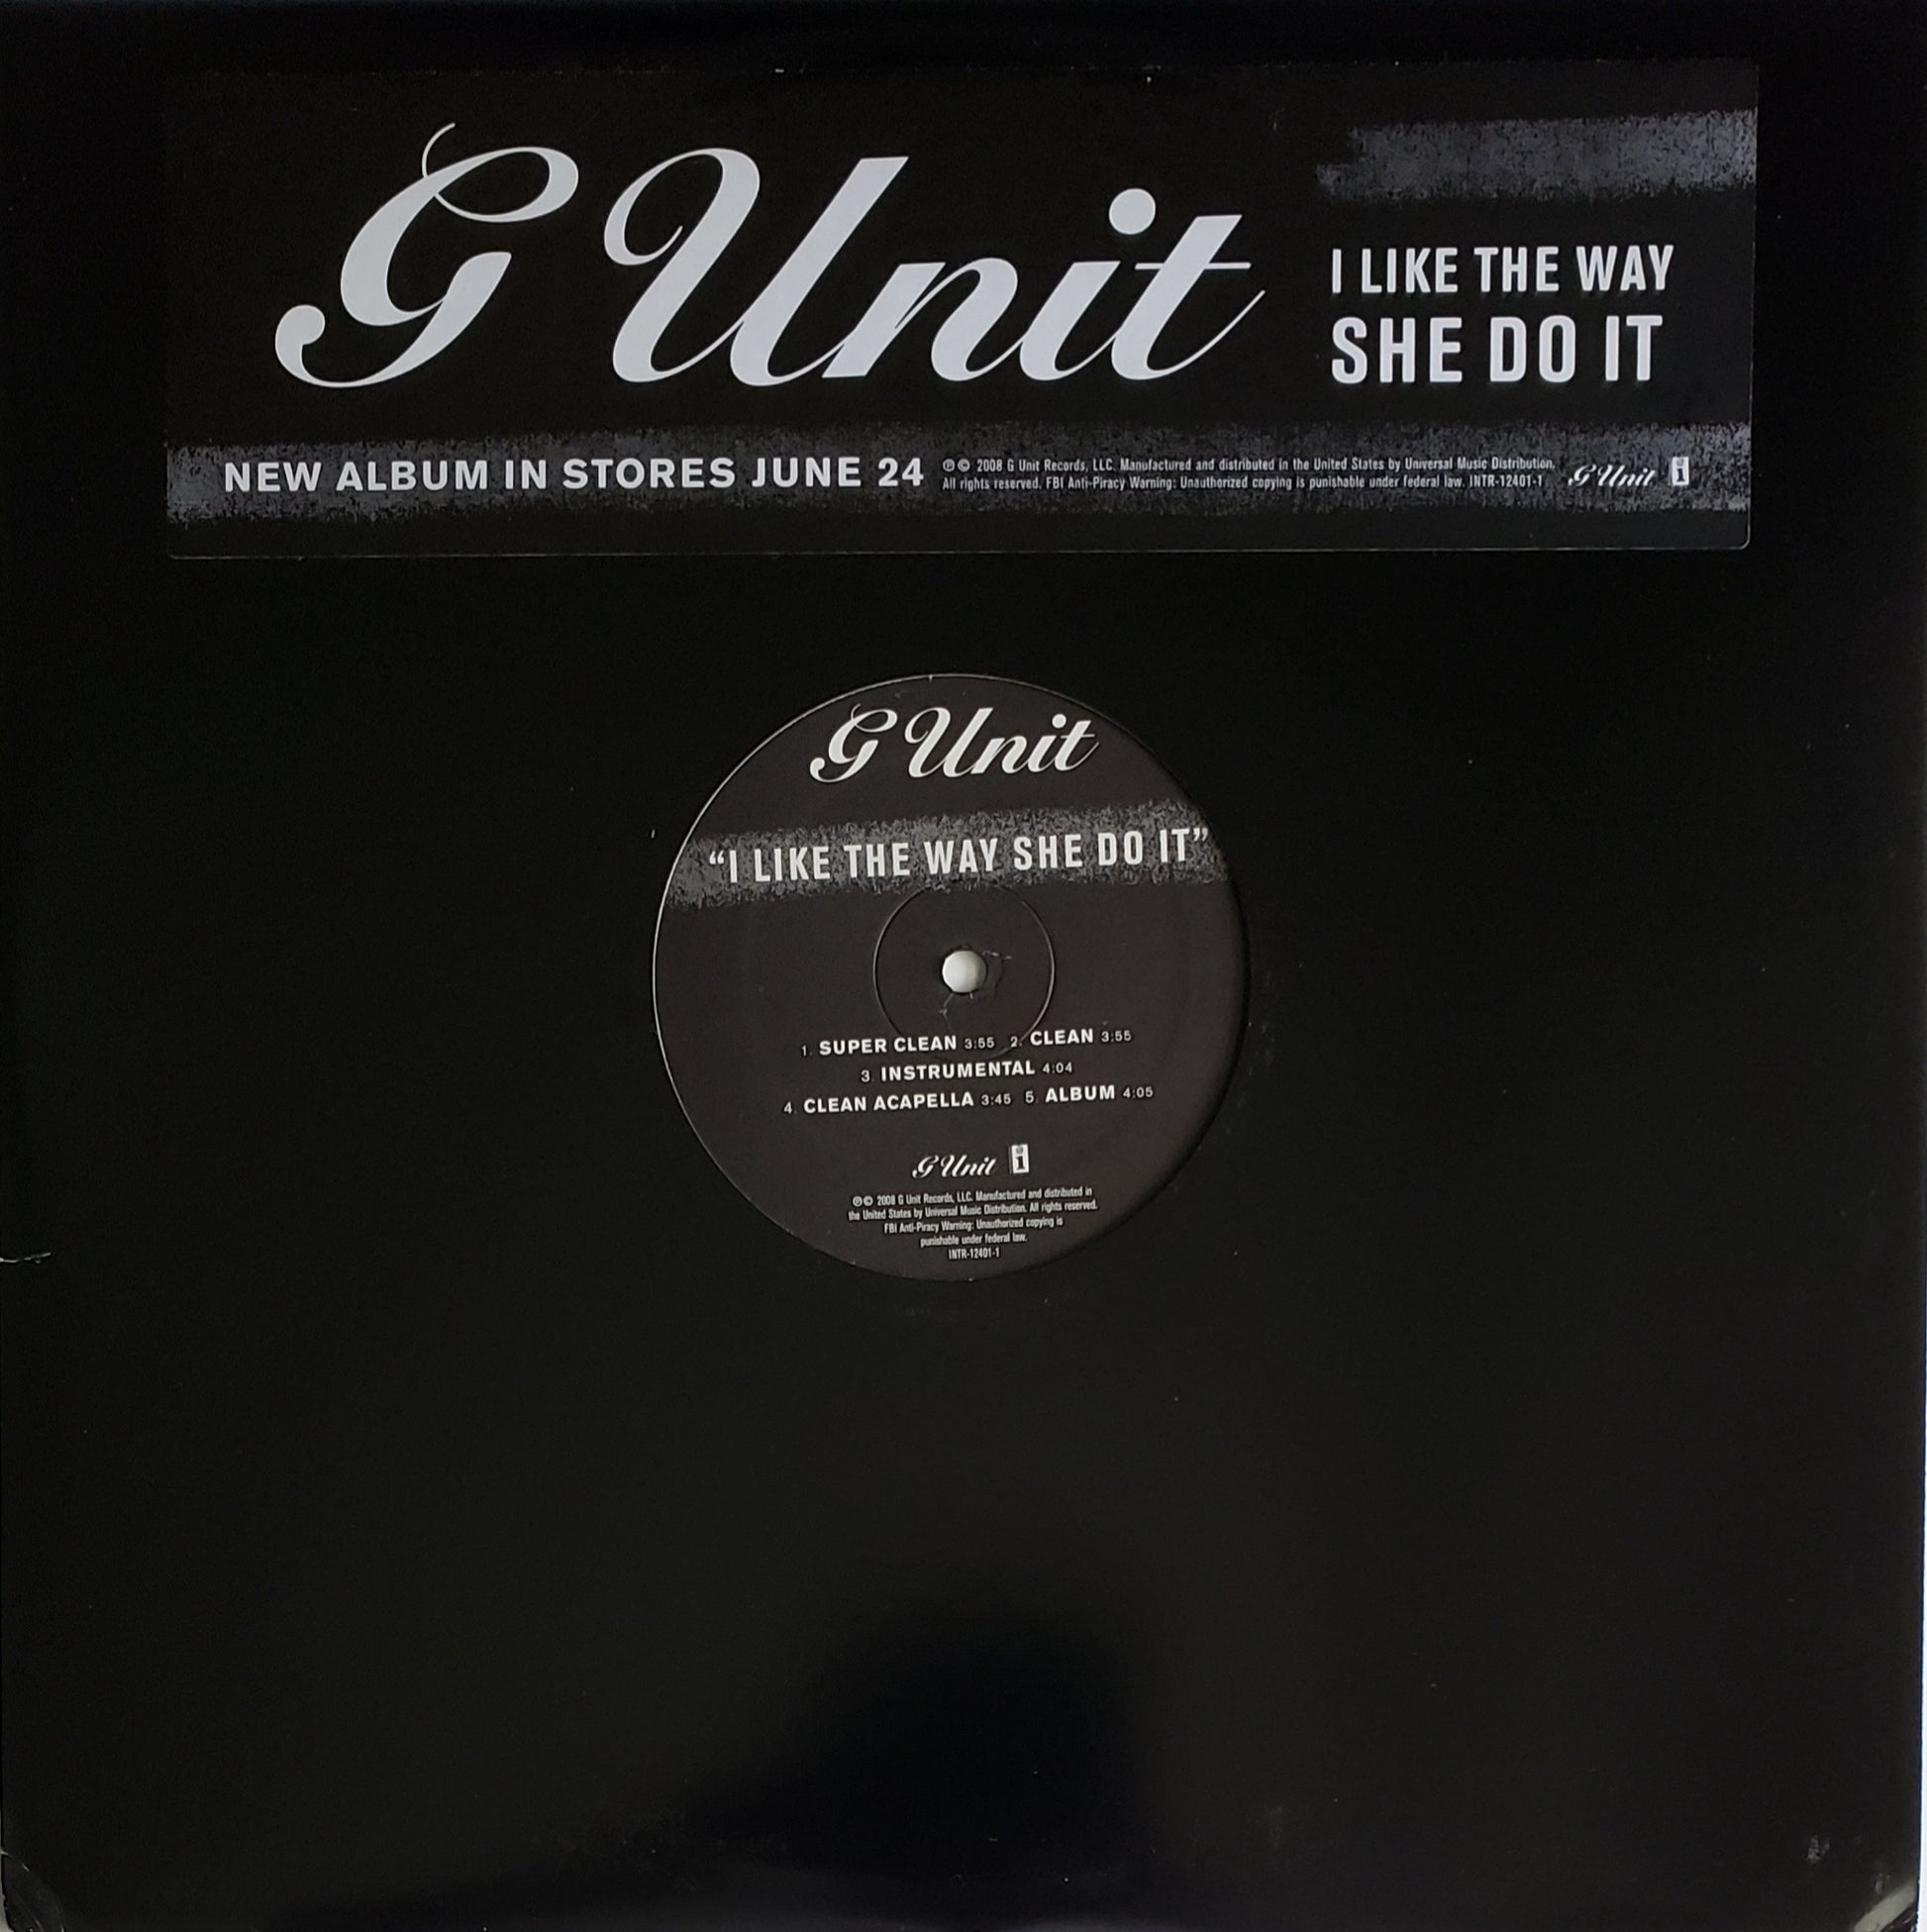 G Unit
I LIKE THE WAY
SHE DO IT
NEW ALBUM IN STORES JUNE 24
℗© 2008 G Unit Records, LLC. Manufactured and distributed in the United States by Universal Music Distribution.
All rights reserved. FBI Anti-Piracy Warning: Unauthorized copying is punishable under federal law. INTR-12401-1
G Unit i
G Unit
“I LIKE THE WAY SHE DO IT”
1. SUPER CLEAN 3:55 2. CLEAN 3:55
3. INSTRUMENTAL 4:04
4. CLEAN ACAPELLA 3:45 5. ALBUM 4:05
G Unit i
℗© 2008 G Unit Records, LLC. Manufactured and distributed in
the United States by Universal Music Distribution. All rights reserved.
FBI Anti-Piracy Warning: Unauthorized copying is
punishable under federal law.
INTR-12401-1